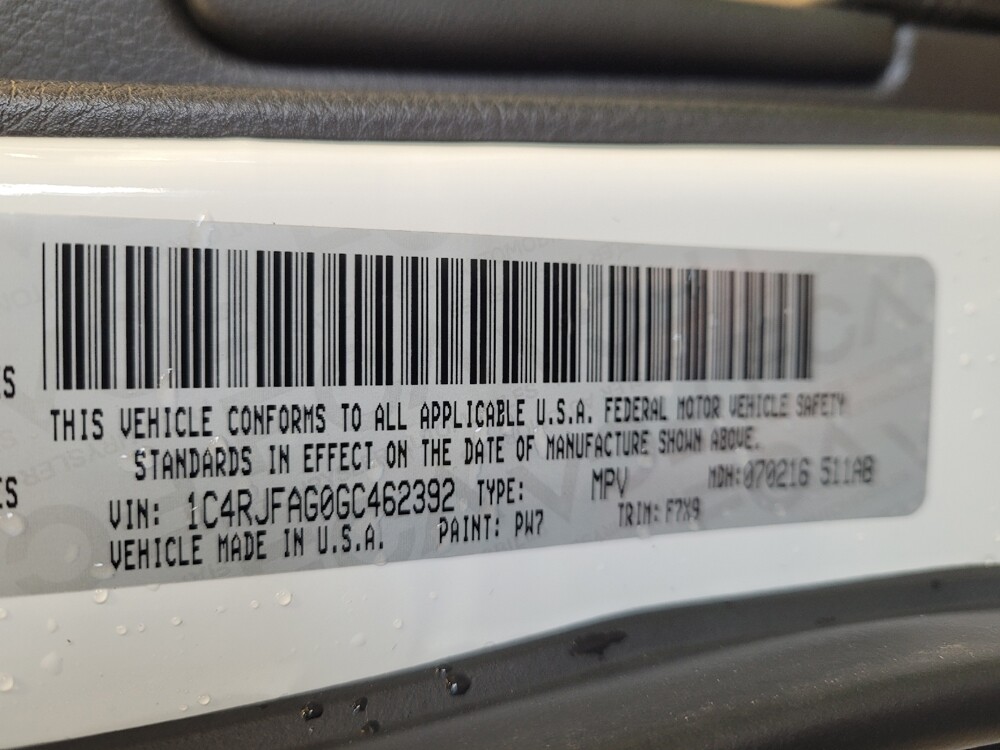 THIS VEHICLE CONFORMS TO ALL APPLICABLE U.S.A. FEDERAL MOTOR VEHICLE SAFETY
STANDARDS IN EFFECT ON THE DATE OF MANUFACTURE SHOWN ABOVE.
VIN: 1C4RJFAG0GC462392 TYPE: MPV MDH:070216 511AB
VEHICLE MADE IN U.S.A. PAINT: PW7 TRIM: F7X9